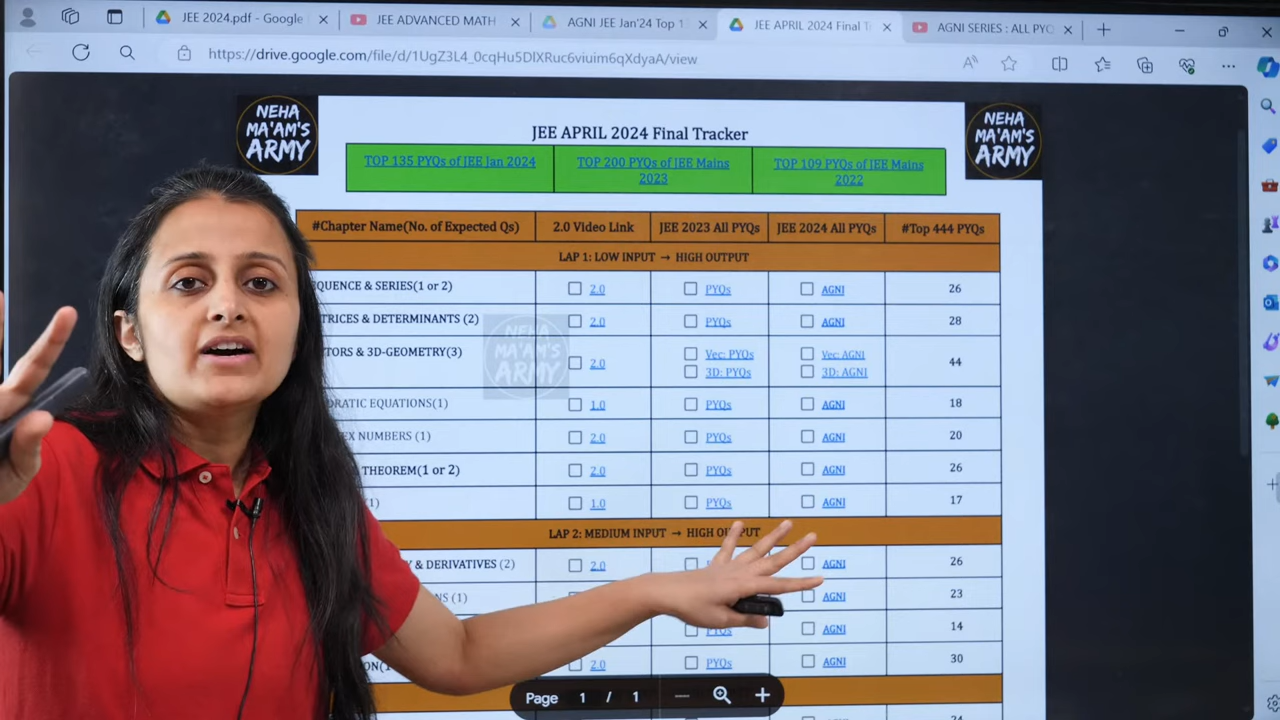 JEE 2024.pdf - Google
JEE ADVANCED MATH
AGNI JEE Jan'24 Top 1
JEE APRIL 2024 Final T
AGNI SERIES : ALL PYQ
https://drive.google.com/file/d/1UgZ3L4_0cqHu5DlXRuc6viuim6qXdyaA/view
NEHA
MA'AM'S
ARMY
JEE APRIL 2024 Final Tracker
NEHA
MA'AM'S
ARMY
TOP 135 PYQs of JEE Jan 2024
TOP 200 PYQs of JEE Mains
2023
TOP 109 PYQs of JEE Mains
2022
#Chapter Name(No. of Expected Qs) 2.0 Video Link JEE 2023 All PYQs JEE 2024 All PYQs #Top 444 PYQs
LAP 1: LOW INPUT → HIGH OUTPUT
QUENCE & SERIES(1 or 2) 2.0 PYQs AGNI 26
TRICES & DETERMINANTS (2) 2.0 PYQs AGNI 28
TORS & 3D-GEOMETRY(3) 2.0 Vec: PYQs Vec: AGNI 44
3D: PYQs 3D: AGNI
NEHA
MA'AM'S
ARMY
DRATIC EQUATIONS(1) 1.0 PYQs AGNI 18
EX NUMBERS (1) 2.0 PYQs AGNI 20
THEOREM(1 or 2) 2.0 PYQs AGNI 26
1) 1.0 PYQs AGNI 17
LAP 2: MEDIUM INPUT → HIGH OUTPUT
& DERIVATIVES (2) 2.0 AGNI 26
NS (1) AGNI 23
PYQs AGNI 14
ON(1 2.0 PYQs AGNI 30
Page 1 / 1